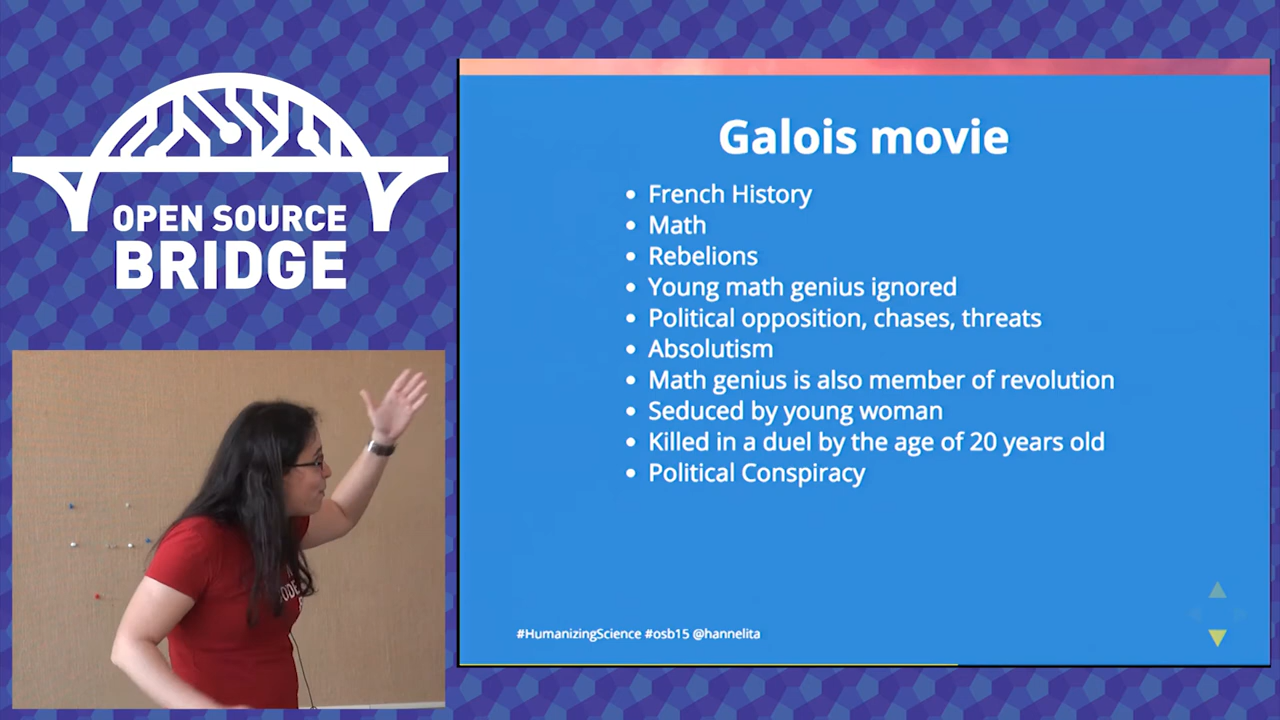 OPEN SOURCE
BRIDGE
Galois movie
• French History
• Math
• Rebelions
• Young math genius ignored
• Political opposition, chases, threats
• Absolutism
• Math genius is also member of revolution
• Seduced by young woman
• Killed in a duel by the age of 20 years old
• Political Conspiracy
#HumanizingScience #osb15 @hannelita